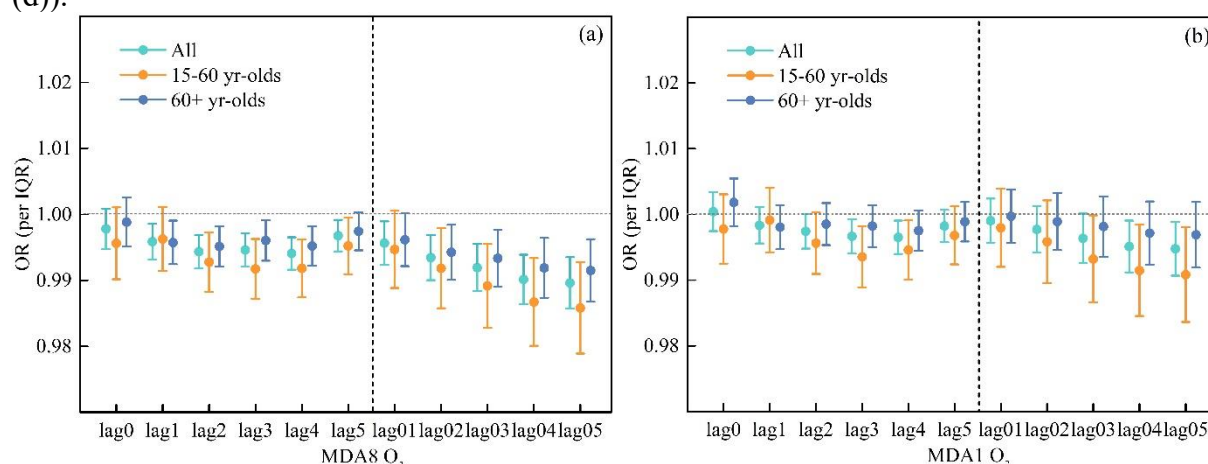 (d)).
(a)
All
15-60 yr-olds
60+ yr-olds
OR (per IQR)
1.02
1.01
1.00
0.99
0.98
lag0 lag1 lag2 lag3 lag4 lag5 lag01 lag02 lag03 lag04 lag05
MDA8 O
(b)
All
15-60 yr-olds
60+ yr-olds
OR (per IQR)
1.02
1.01
1.00
0.99
0.98
lag0 lag1 lag2 lag3 lag4 lag5 lag01 lag02 lag03 lag04 lag05
MDA1 O